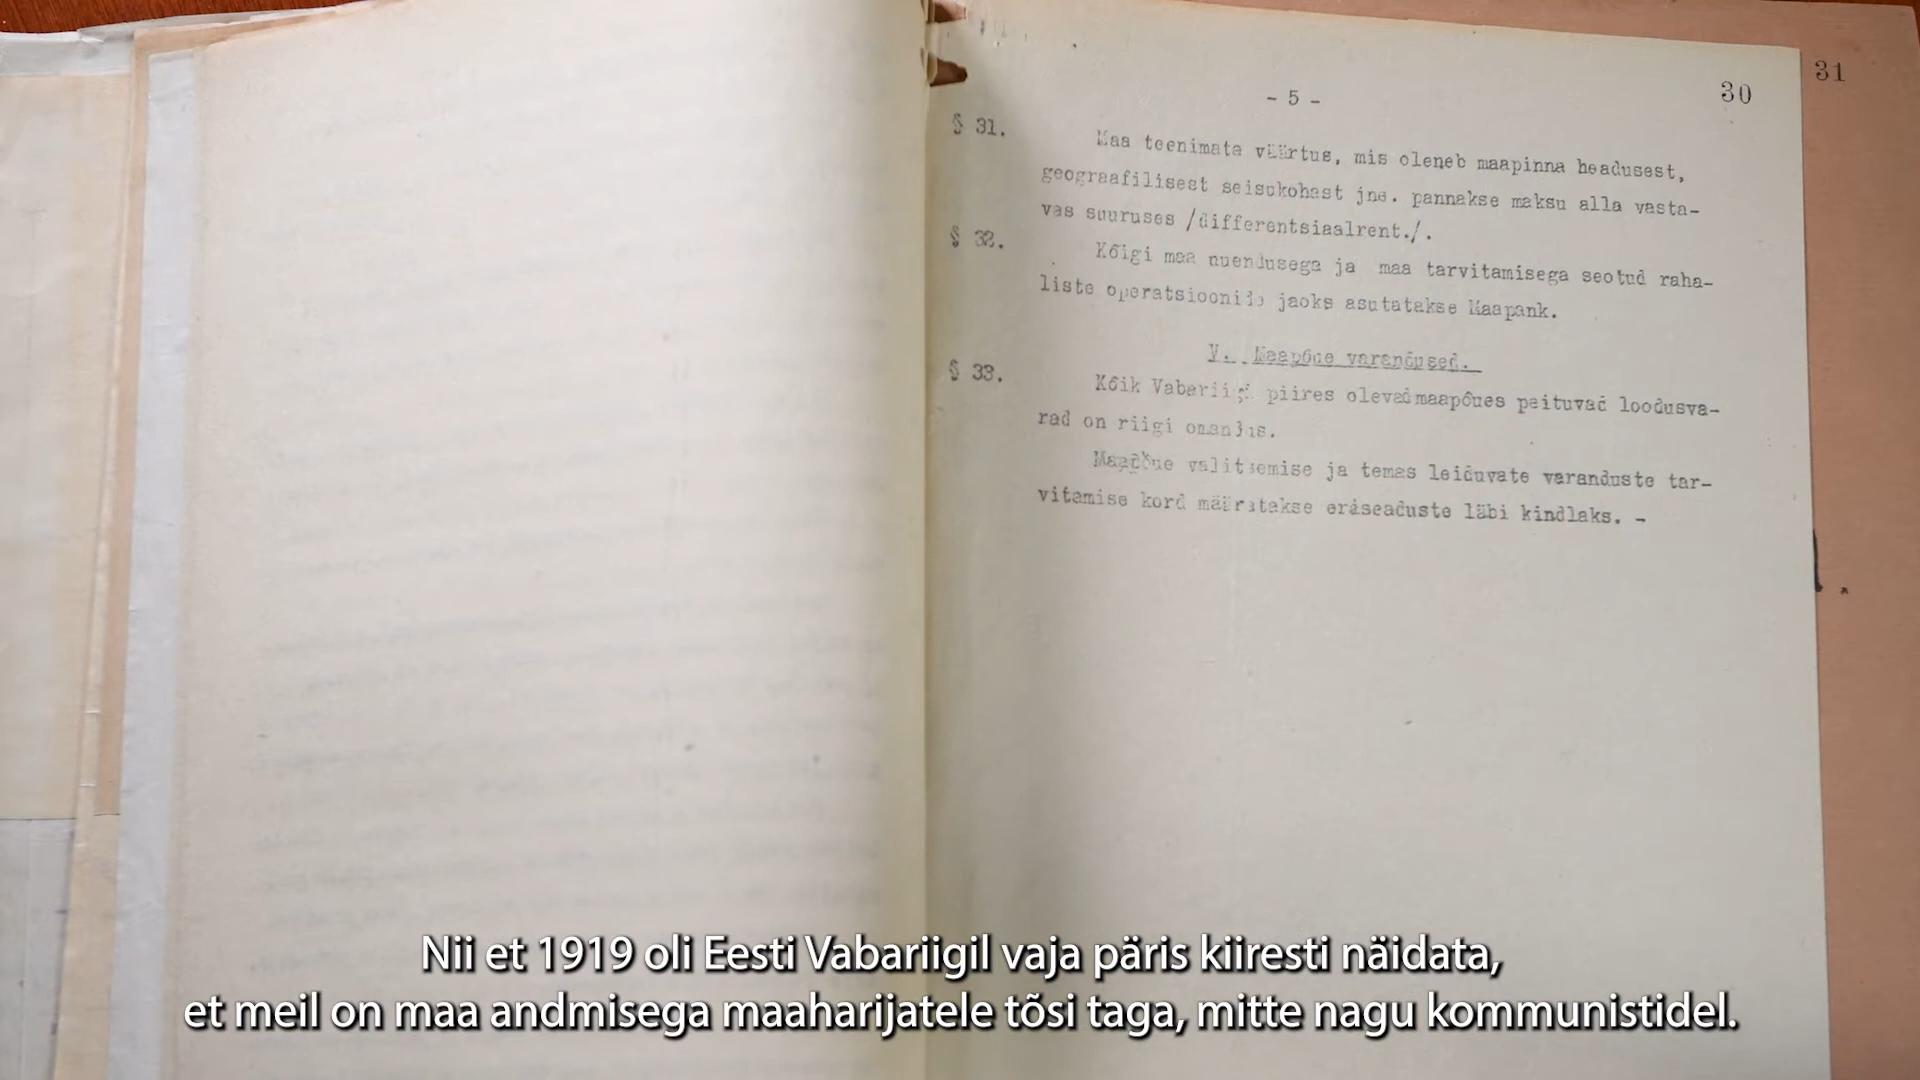 31
30
- 5 -
§ 31.
Maa teenimata väärtus, mis oleneb maapinna headusest,
geograafilisest seisukohast jne. pannakse maksu alla vasta-
vas suuruses /differentsiaalrent./.
§ 32.
Kõigi maa uuendusega ja maa tarvitamisega seotud raha-
liste operatsioonide jaoks asutatakse Maapank.
V. Maapõue varandused.
§ 33.
Kõik Vabariigi piires olevad maapõues peituvad loodusva-
rad on riigi omandus.
Maapõue valitsemise ja temas leiduvate varanduste tar-
vitamise kord määratakse eriseaduste läbi kindlaks. -
Nii et 1919 oli Eesti Vabariigil vaja päris kiiresti näidata,
et meil on maa andmisega maaharijatele tõsi taga, mitte nagu kommunistidel.